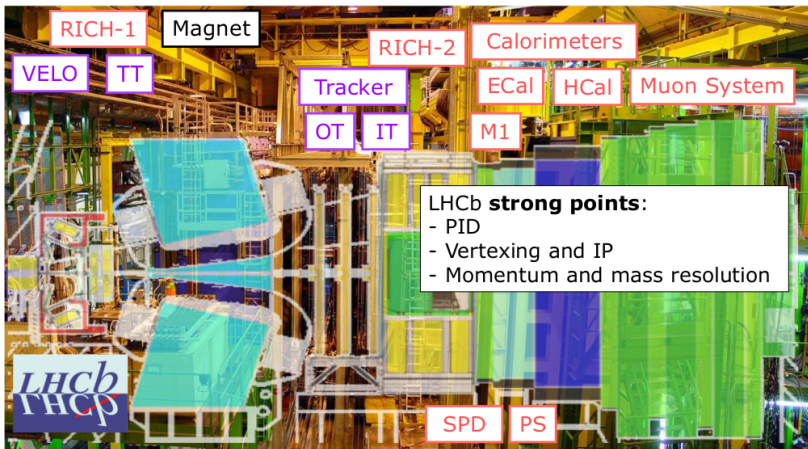 RICH-1
Magnet
RICH-2
Calorimeters
VELO
TT
Tracker
ECal
HCal
Muon System
OT
IT
M1
LHCb strong points:
- PID
- Vertexing and IP
- Momentum and mass resolution
LHCb
LHCb
SPD
PS